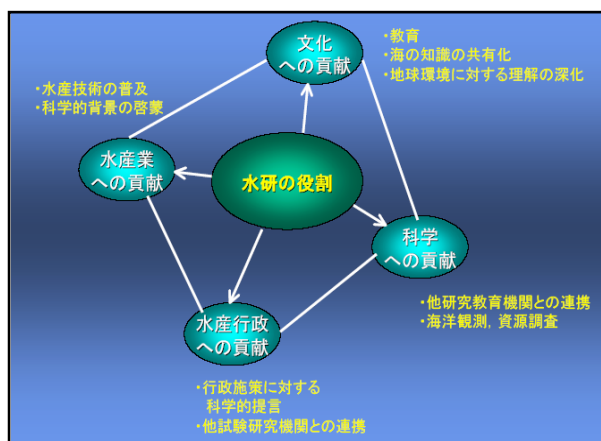 文化
への貢献
・教育
・海の知識の共有化
・地球環境に対する理解の深化
・水産技術の普及
・科学的背景の啓蒙
水産業
への貢献
水研の役割
科学
への貢献
・他研究教育機関との連携
・海洋観測, 資源調査
水産行政
への貢献
・行政施策に対する
科学的提言
・他試験研究機関との連携